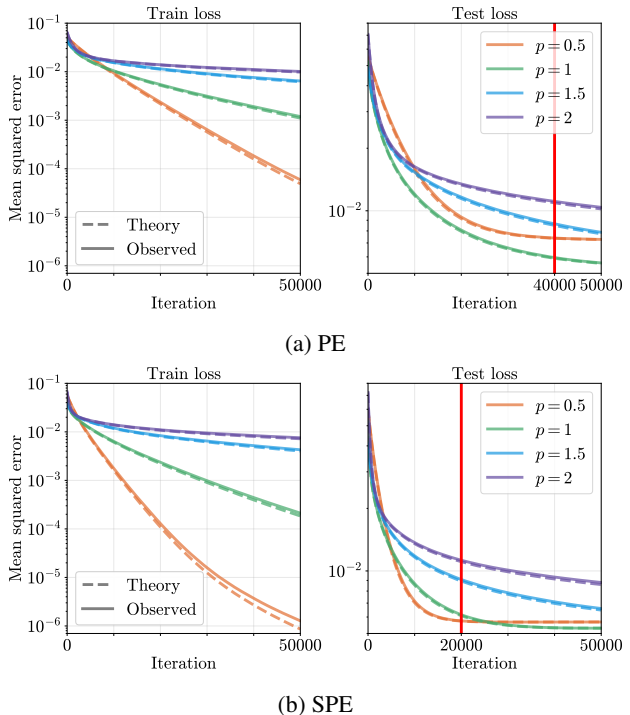 Train loss
Test loss
Mean squared error
10⁻¹
10⁻²
10⁻³
10⁻⁴
10⁻⁵
10⁻⁶
Theory
Observed
0
50000
Iteration
10⁻²
p = 0.5
p = 1
p = 1.5
p = 2
0
20000
40000
50000
Iteration
(a) PE
Train loss
Test loss
Mean squared error
10⁻¹
10⁻²
10⁻³
10⁻⁴
10⁻⁵
10⁻⁶
Theory
Observed
0
50000
Iteration
10⁻²
p = 0.5
p = 1
p = 1.5
p = 2
0
20000
50000
Iteration
(b) SPE